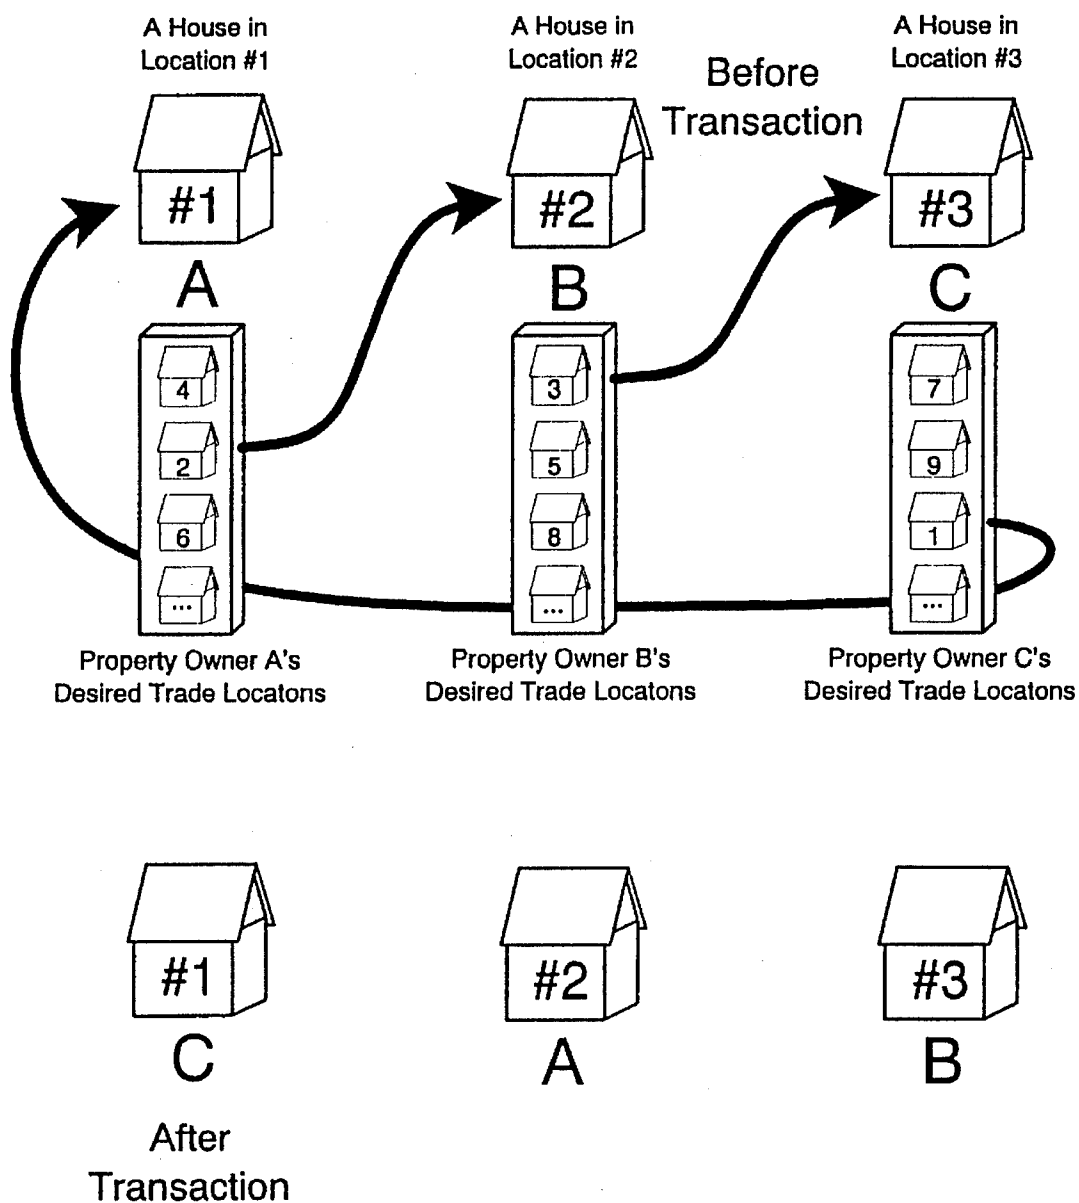 A House in
Location #1
A House in
Location #2
A House in
Location #3
Before
Transaction
#1
#2
#3
A
B
C
4
2
6
...
3
5
8
...
7
9
1
...
Property Owner A's
Desired Trade Locatons
Property Owner B's
Desired Trade Locatons
Property Owner C's
Desired Trade Locatons
#1
#2
#3
C
A
B
After
Transaction